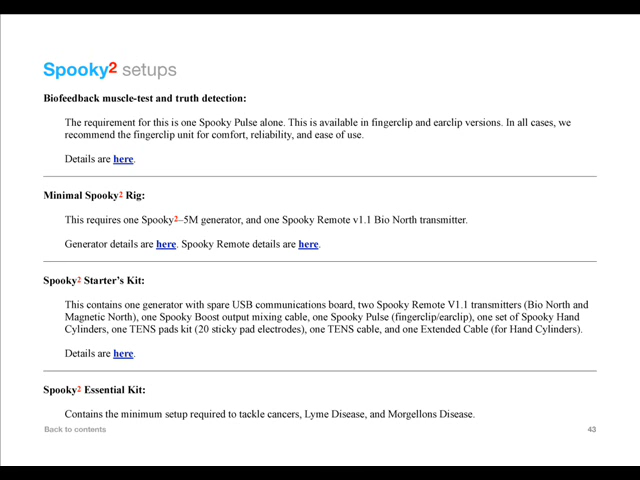 Spooky2 setups
Biofeedback muscle-test and truth detection:
The requirement for this is one Spooky Pulse alone. This is available in fingerclip and earclip versions. In all cases, we
recommend the fingerclip unit for comfort, reliability, and ease of use.
Details are here.
Minimal Spooky2 Rig:
This requires one Spooky2–5M generator, and one Spooky Remote v1.1 Bio North transmitter.
Generator details are here. Spooky Remote details are here.
Spooky2 Starter's Kit:
This contains one generator with spare USB communications board, two Spooky Remote V1.1 transmitters (Bio North and
Magnetic North), one Spooky Boost output mixing cable, one Spooky Pulse (fingerclip/earclip), one set of Spooky Hand
Cylinders, one TENS pads kit (20 sticky pad electrodes), one TENS cable, and one Extended Cable (for Hand Cylinders).
Details are here.
Spooky2 Essential Kit:
Contains the minimum setup required to tackle cancers, Lyme Disease, and Morgellons Disease.
Back to contents
43